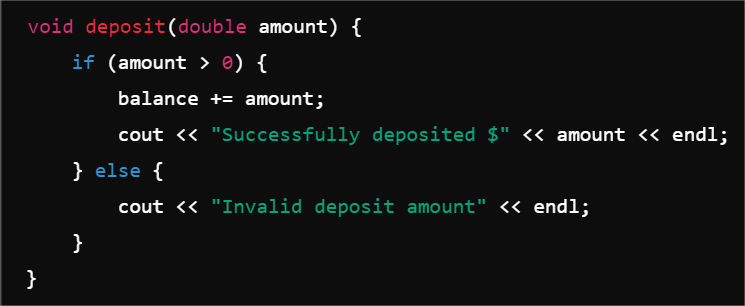 void deposit(double amount) {
    if (amount > 0) {
        balance += amount;
        cout << "Successfully deposited $" << amount << endl;
    } else {
        cout << "Invalid deposit amount" << endl;
    }
}